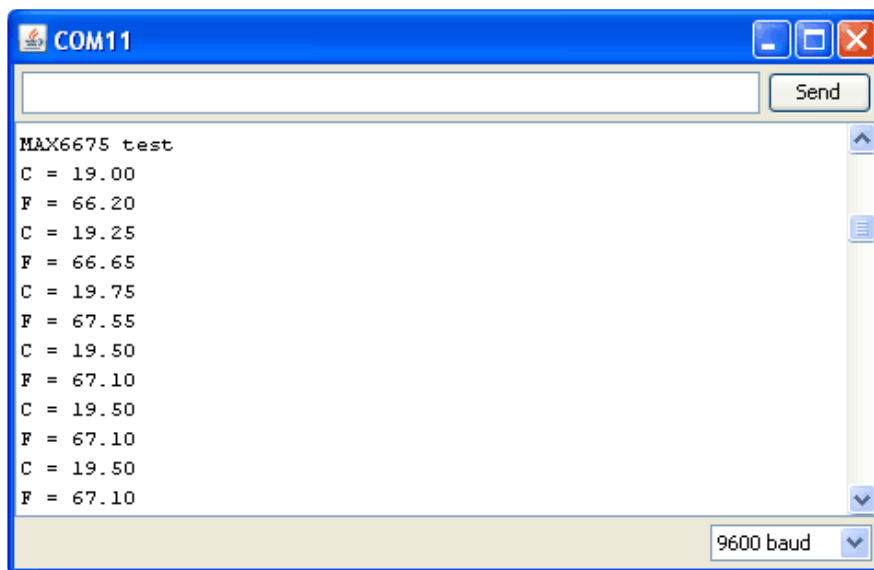 COM11
Send
MAX6675 test
C = 19.00
F = 66.20
C = 19.25
F = 66.65
C = 19.75
F = 67.55
C = 19.50
F = 67.10
C = 19.50
F = 67.10
C = 19.50
F = 67.10
9600 baud